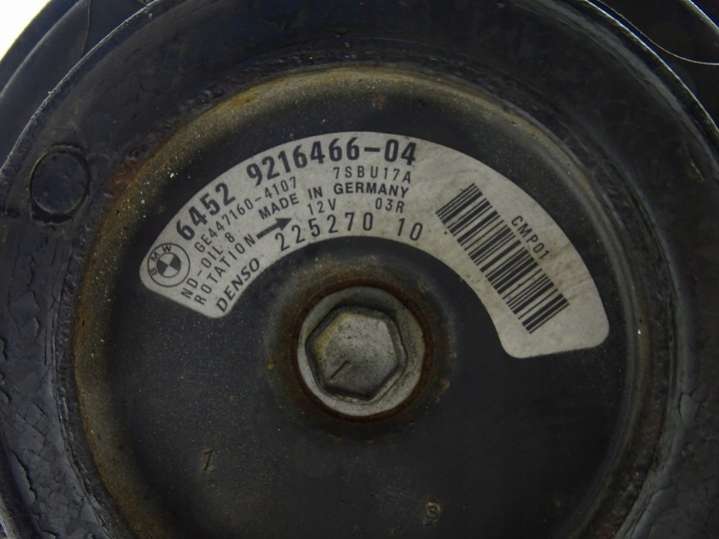 BMW
6452 9216466-04
GE447160-4107 7SBU17A
ND-OIL 8 MADE IN GERMANY
ROTATION 12V 03R
DENSO 225270 10
CMP01